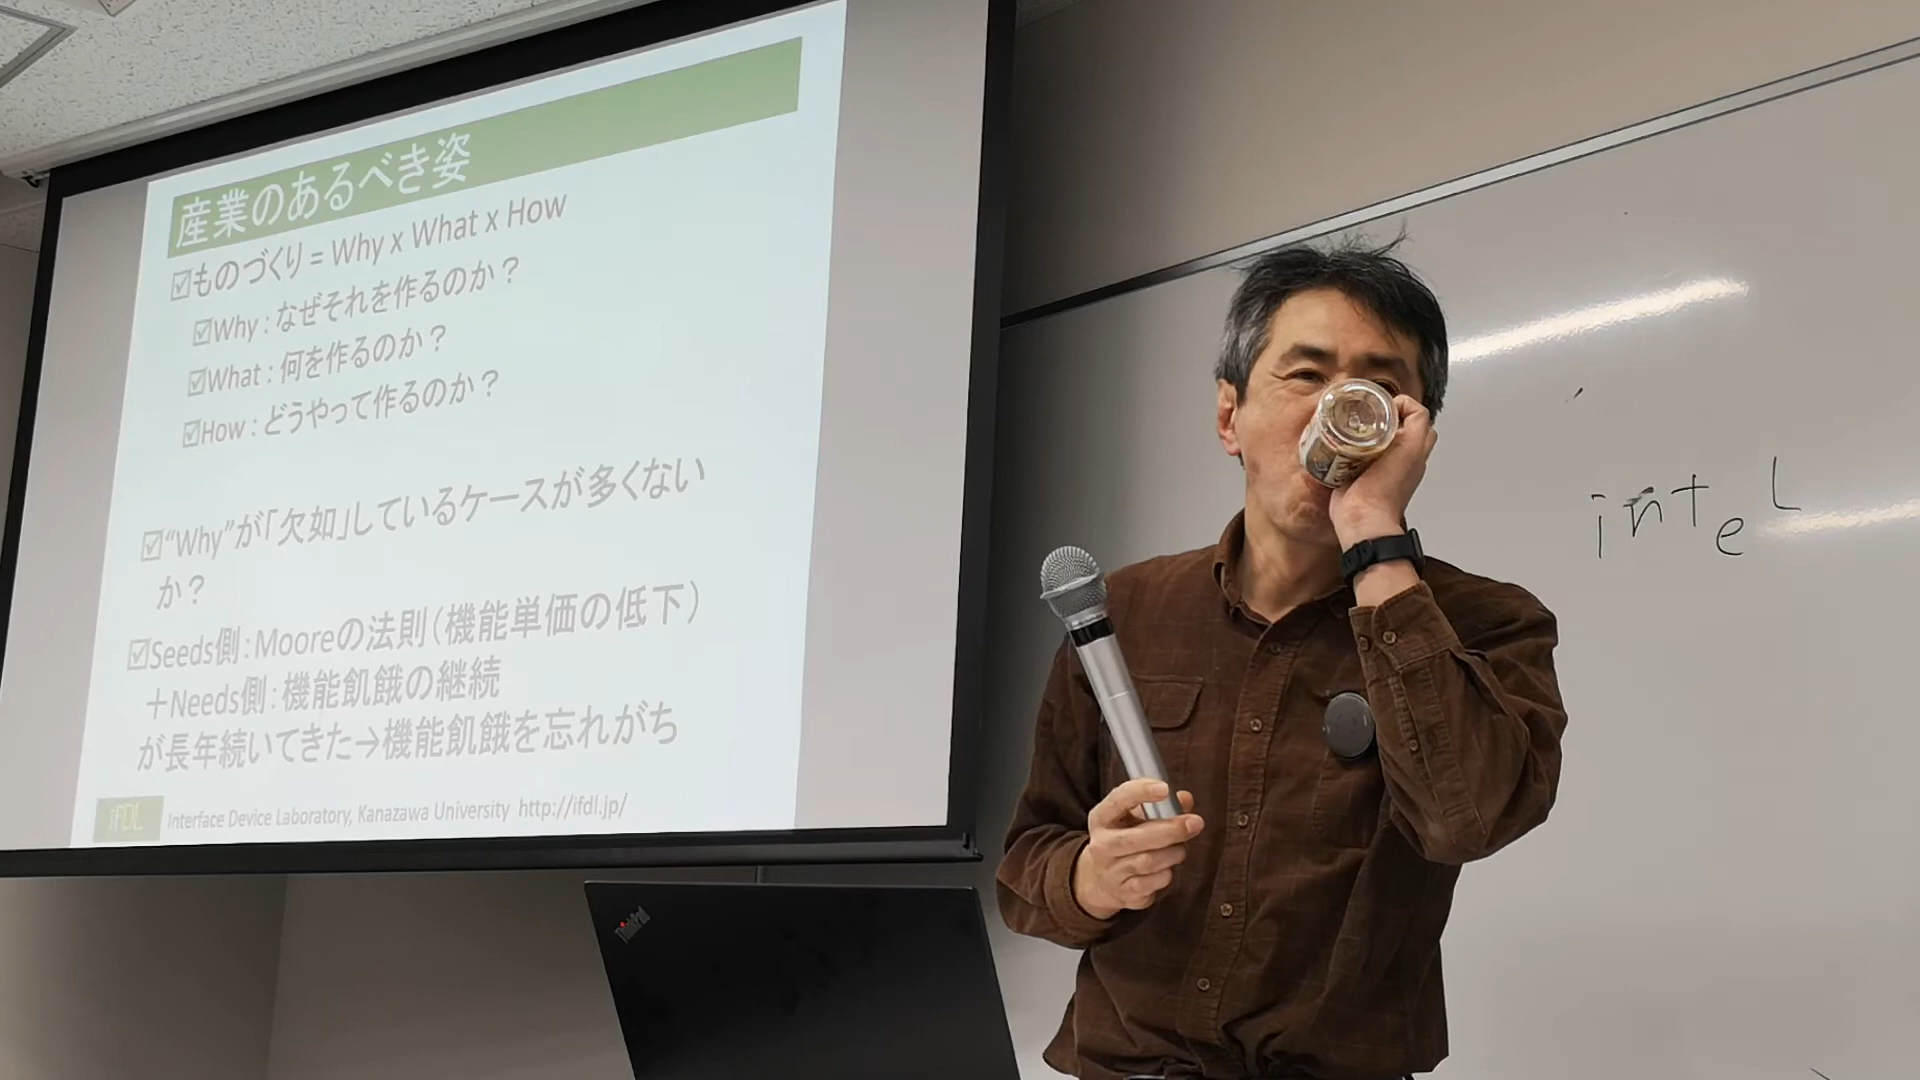 産業のあるべき姿
☑ものづくり = Why x What x How
☑Why : なぜそれを作るのか？
☑What : 何を作るのか？
☑How : どうやって作るのか？
☑“Why”が「欠如」しているケースが多くない
か？
☑Seeds側：Mooreの法則（機能単価の低下）
＋Needs側：機能飢餓の継続
が長年続いてきた→機能飢餓を忘れがち
ifDL
Interface Device Laboratory, Kanazawa University http://ifdl.jp/
ThinkPad
intel